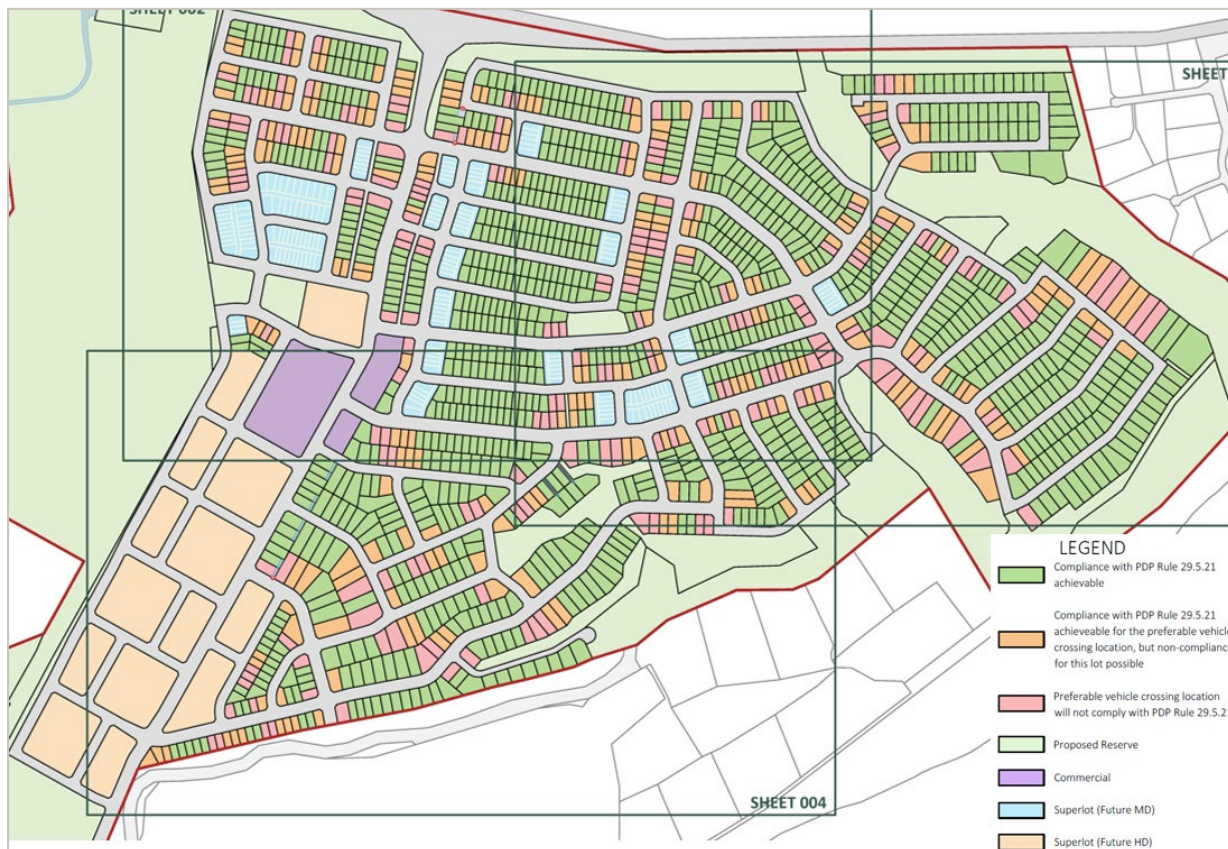 SHEET 002
SHEET
SHEET 004
LEGEND
Compliance with PDP Rule 29.5.21
achievable
Compliance with PDP Rule 29.5.21
achieveable for the preferable vehicle
crossing location, but non-compliance
for this lot possible
Preferable vehicle crossing location
will not comply with PDP Rule 29.5.21
Proposed Reserve
Commercial
Superlot (Future MD)
Superlot (Future HD)